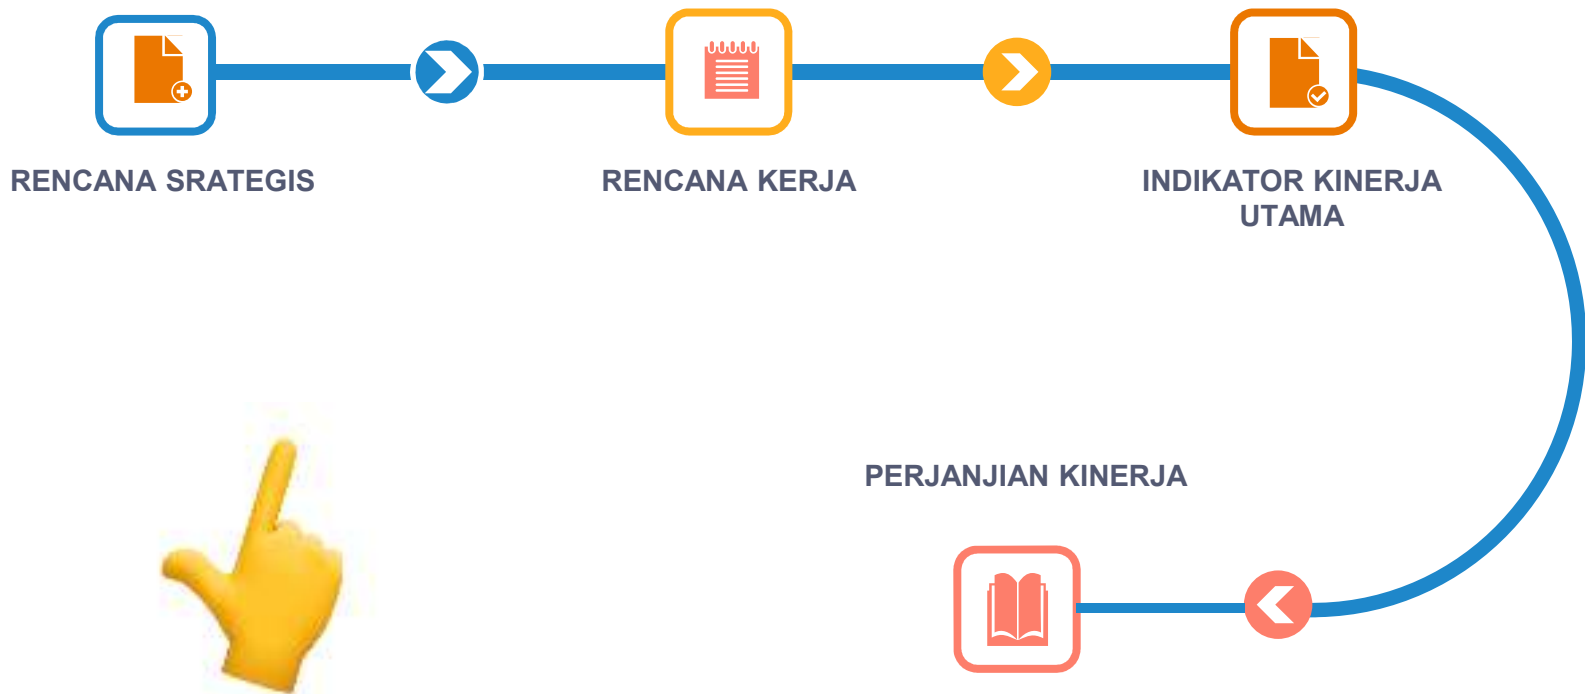 RENCANA SRATEGIS
RENCANA KERJA
INDIKATOR KINERJA
UTAMA
PERJANJIAN KINERJA